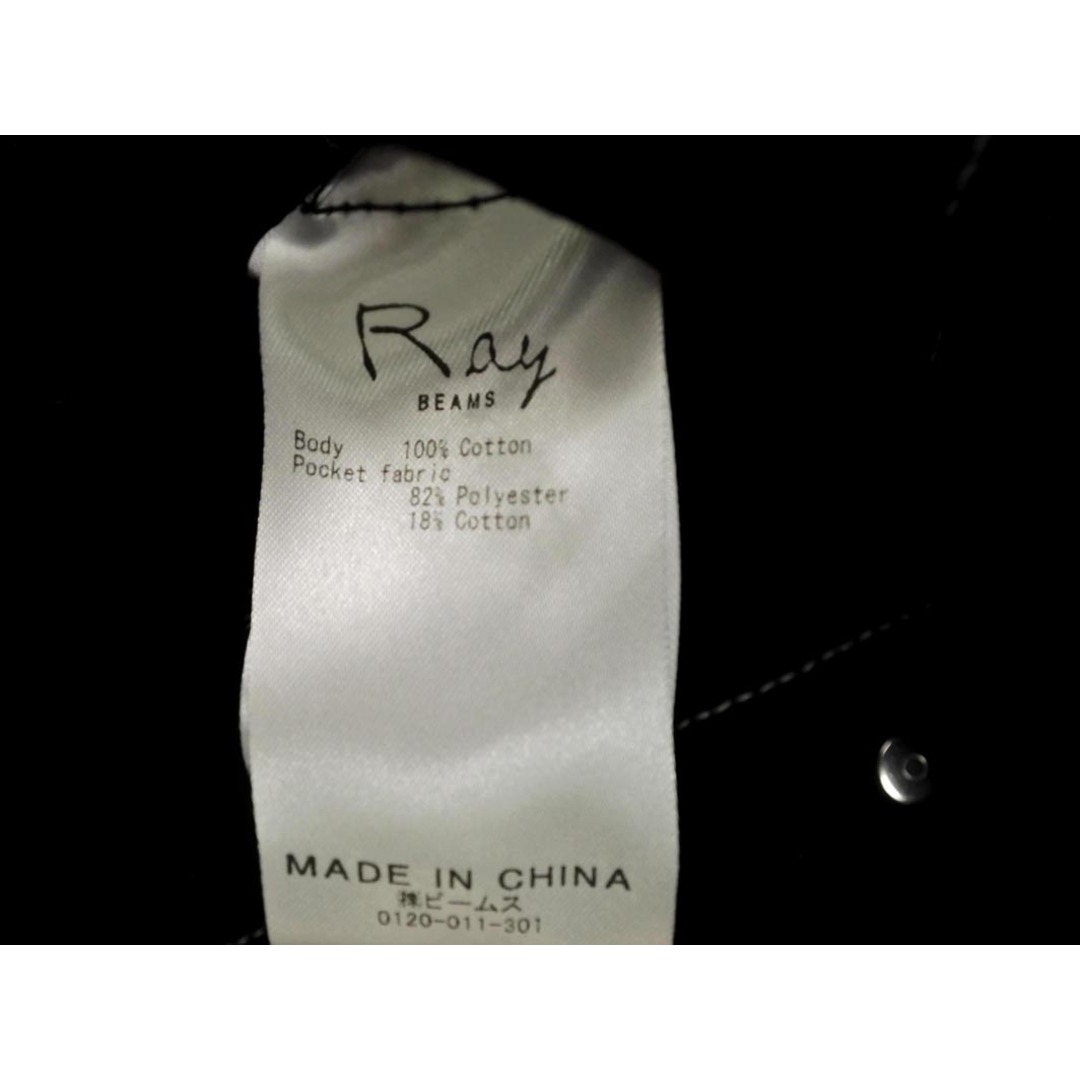 Ray
BEAMS
Body 100% Cotton
Pocket fabric
82% Polyester
18% Cotton
MADE IN CHINA
㈱ビームス
0120-011-301